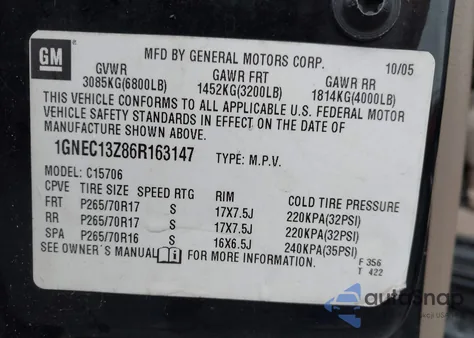 GM
MFD BY GENERAL MOTORS CORP. 10/05
GVWR GAWR FRT GAWR RR
3085KG(6800LB) 1452KG(3200LB) 1814KG(4000LB)
THIS VEHICLE CONFORMS TO ALL APPLICABLE U.S. FEDERAL MOTOR
VEHICLE SAFETY STANDARDS IN EFFECT ON THE DATE OF
MANUFACTURE SHOWN ABOVE.
1GNEC13Z86R163147 TYPE: M.P.V.
C15706
CPVE TIRE SIZE SPEED RTG RIM COLD TIRE PRESSURE
FRT P265/70R17 S 17X7.5J 220KPA(32PSI)
RR P265/70R17 S 17X7.5J 220KPA(32PSI)
SPA P265/70R16 S 16X6.5J 240KPA(35PSI)
SEE OWNER'S MANUAL FOR MORE INFORMATION.
F 356
T 422
autosnap